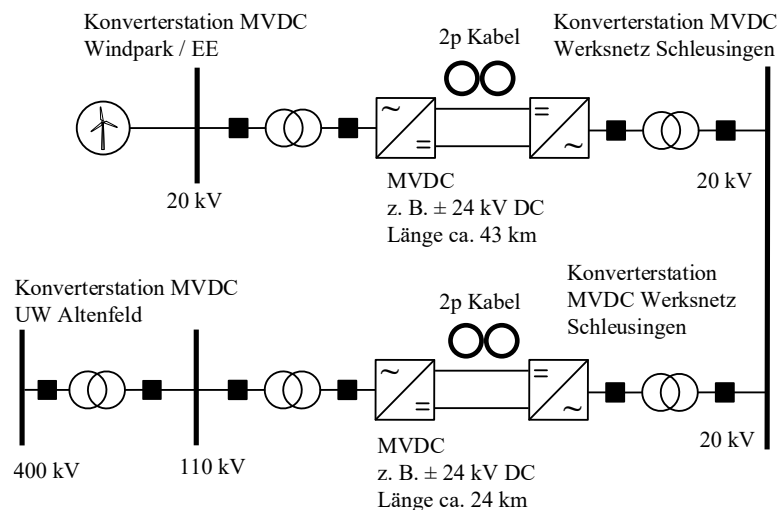 Konverterstation MVDC
Windpark / EE
2p Kabel
Konverterstation MVDC
Werksnetz Schleusingen
~
=
=
~
20 kV
MVDC
z. B. ± 24 kV DC
Länge ca. 43 km
20 kV
Konverterstation MVDC
UW Altenfeld
2p Kabel
Konverterstation
MVDC Werksnetz
Schleusingen
~
=
=
~
400 kV
110 kV
MVDC
z. B. ± 24 kV DC
Länge ca. 24 km
20 kV